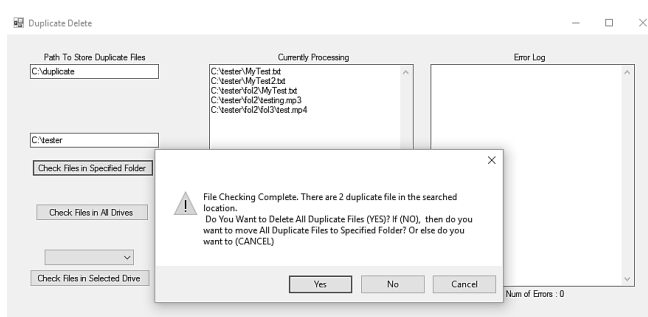 Duplicate Delete
Path To Store Duplicate Files
C:\duplicate
C:\tester
Check Files in Specified Folder
Check Files in All Drives
Check Files in Selected Drive
Currently Processing
C:\tester\MyTest.txt
C:\tester\MyTest2.txt
C:\tester\fol2\MyTest.txt
C:\tester\fol2\testing.mp3
C:\tester\fol2\fol3\test.mp4
Error Log
File Checking Complete. There are 2 duplicate file in the searched
location.
Do You Want to Delete All Duplicate Files (YES)? If (NO), then do you
want to move All Duplicate Files to Specified Folder? Or else do you
want to (CANCEL)
Yes
No
Cancel
Num of Errors : 0